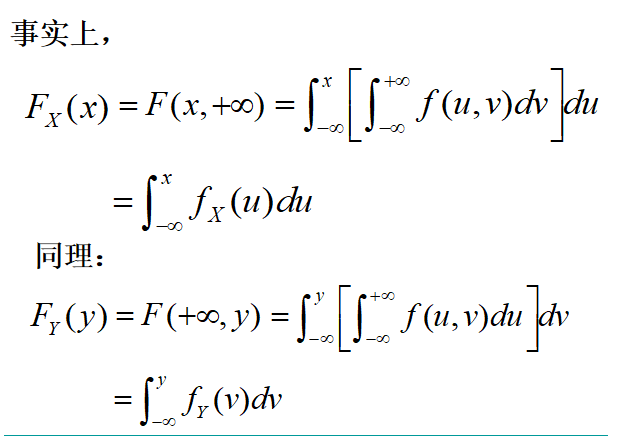 事实上，
F_X(x) = F(x,+∞) = ∫_{-∞}^{x} [∫_{-∞}^{+∞} f(u,v)dv] du
= ∫_{-∞}^{x} f_X(u)du
同理：
F_Y(y) = F(+∞,y) = ∫_{-∞}^{y} [∫_{-∞}^{+∞} f(u,v)du] dv
= ∫_{-∞}^{y} f_Y(v)dv